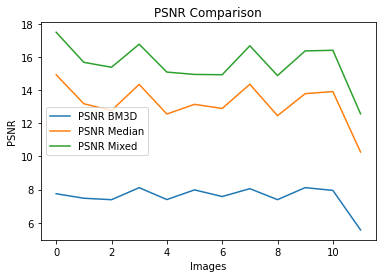 PSNR Comparison
18
16
14
12
10
8
6
PSNR
PSNR BM3D
PSNR Median
PSNR Mixed
0 2 4 6 8 10
Images